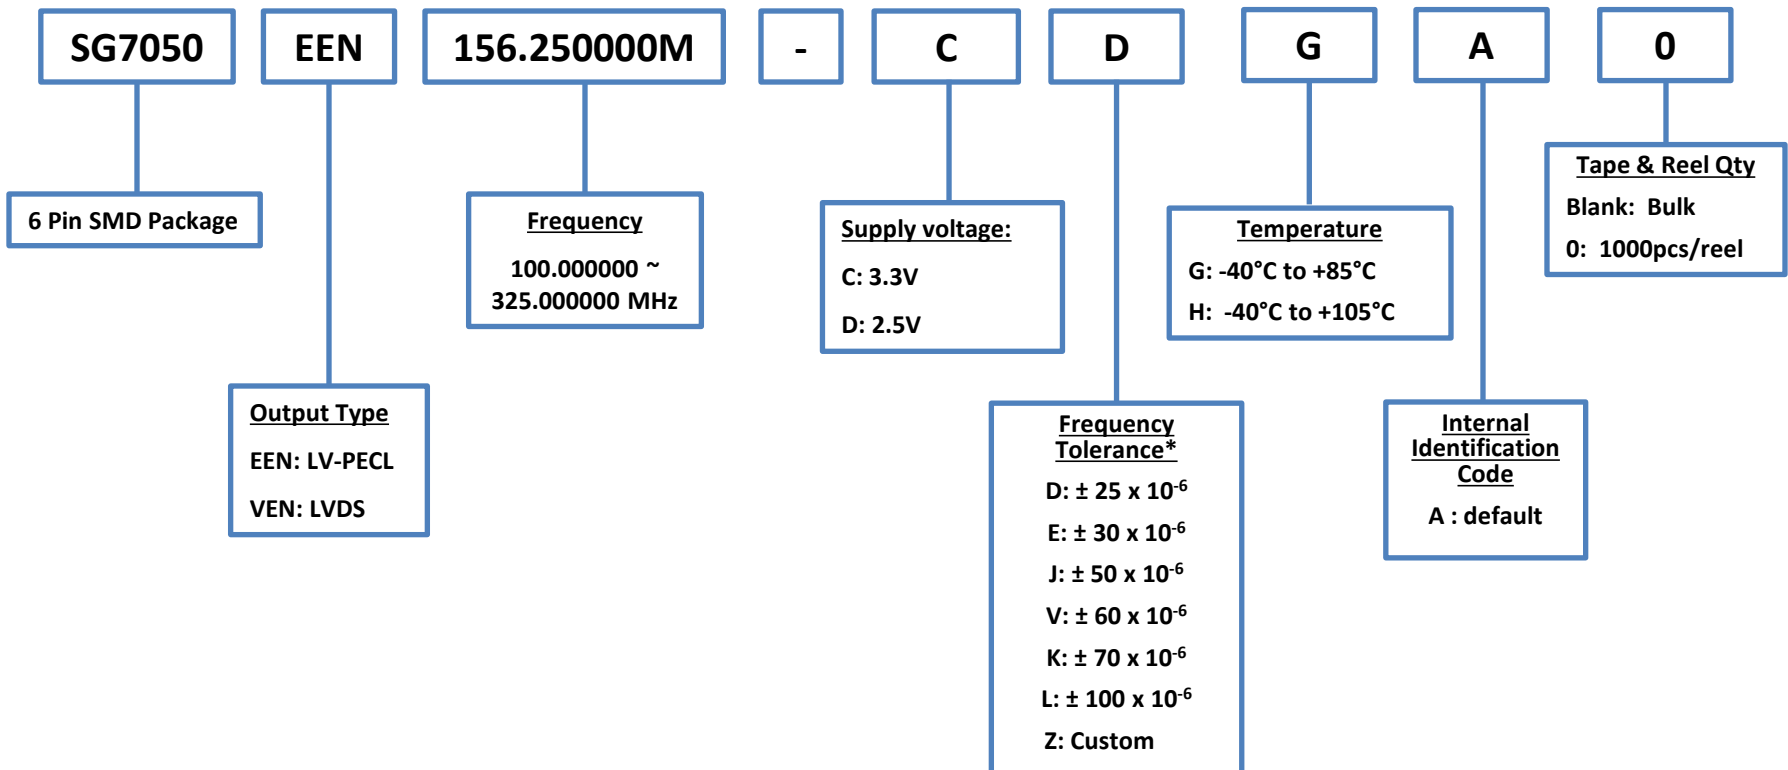 SG7050 EEN 156.250000M - C D G A 0
6 Pin SMD Package
Output Type
EEN: LV-PECL
VEN: LVDS
Frequency
100.000000 ~
325.000000 MHz
Supply voltage:
C: 3.3V
D: 2.5V
Frequency
Tolerance*
D: ± 25 x 10⁻⁶
E: ± 30 x 10⁻⁶
J: ± 50 x 10⁻⁶
V: ± 60 x 10⁻⁶
K: ± 70 x 10⁻⁶
L: ± 100 x 10⁻⁶
Z: Custom
Temperature
G: -40°C to +85°C
H: -40°C to +105°C
Internal
Identification
Code
A : default
Tape & Reel Qty
Blank: Bulk
0: 1000pcs/reel